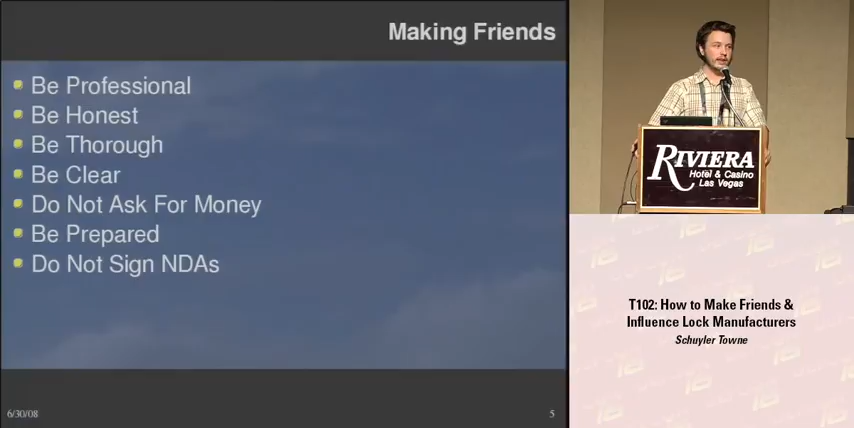 Making Friends
Be Professional
Be Honest
Be Thorough
Be Clear
Do Not Ask For Money
Be Prepared
Do Not Sign NDAs
6/30/08
5
RIVIERA
Hotel & Casino
Las Vegas
T102: How to Make Friends &
Influence Lock Manufacturers
Schuyler Towne